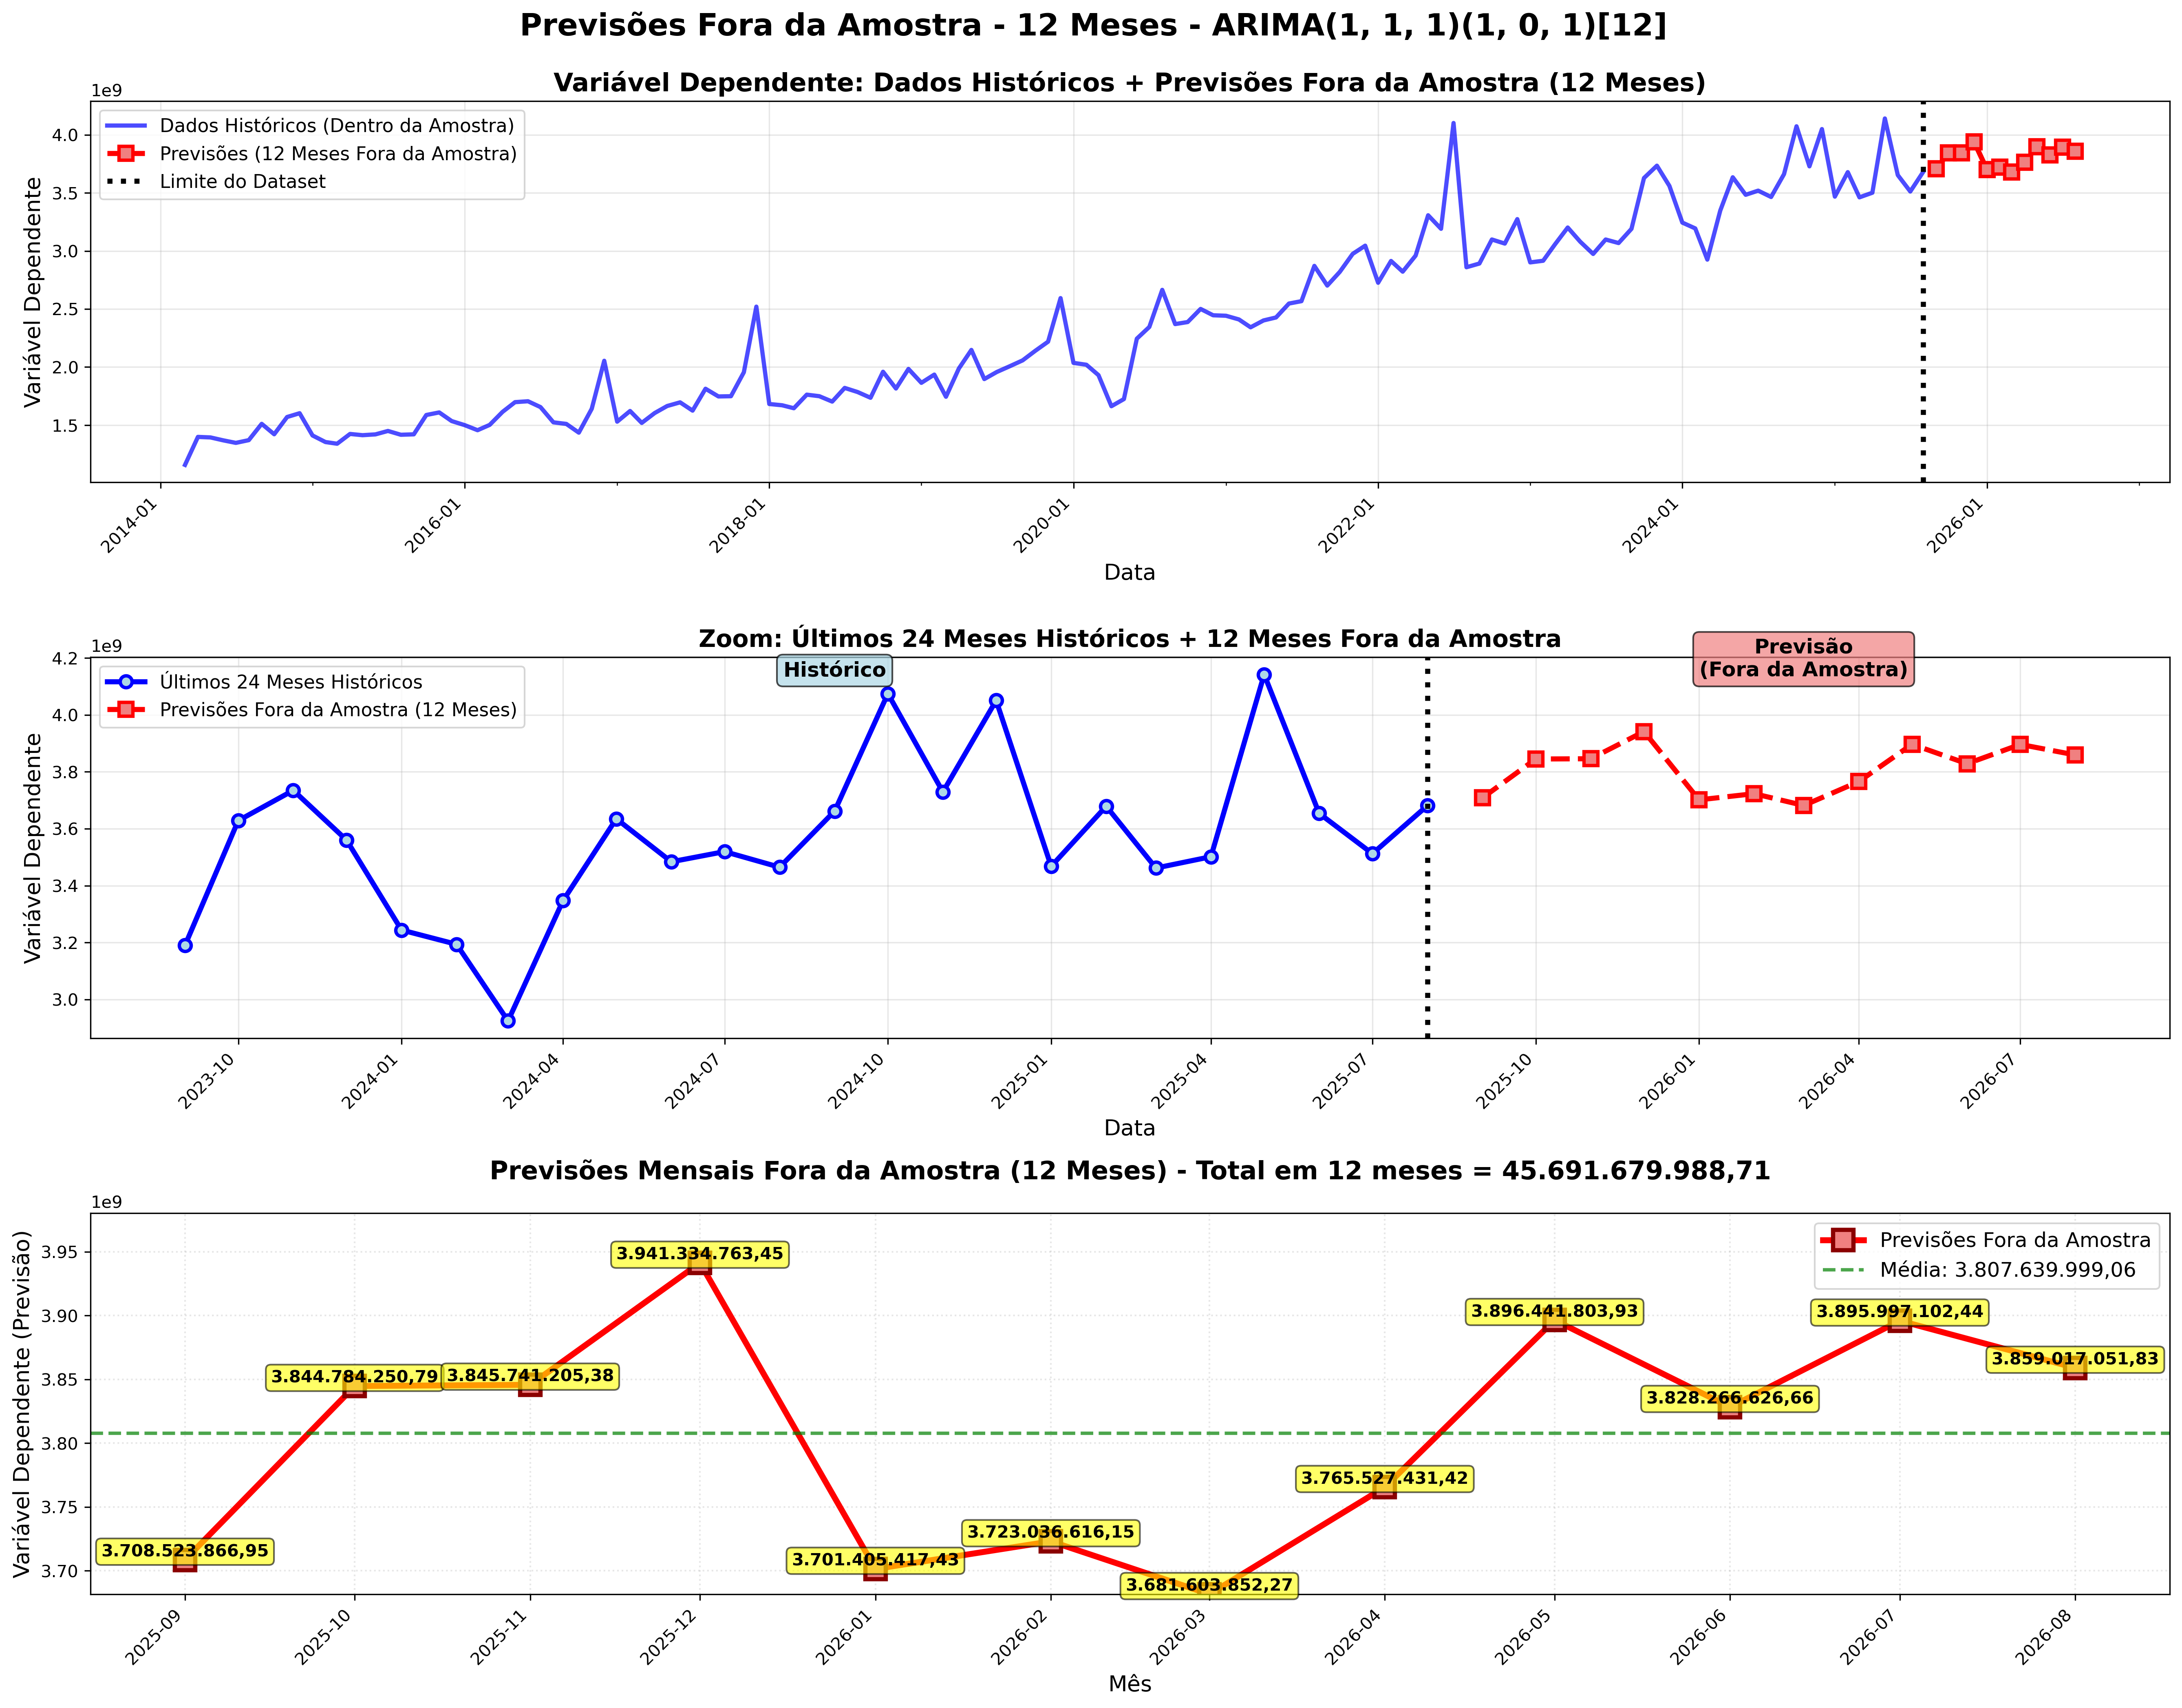 Previsões Fora da Amostra - 12 Meses - ARIMA(1, 1, 1)(1, 0, 1)[12]
Variável Dependente: Dados Históricos + Previsões Fora da Amostra (12 Meses)
1e9
Dados Históricos (Dentro da Amostra)
Previsões (12 Meses Fora da Amostra)
Limite do Dataset
Variável Dependente
4.0
3.5
3.0
2.5
2.0
1.5
2014-01
2016-01
2018-01
2020-01
2022-01
2024-01
2026-01
Data
Zoom: Últimos 24 Meses Históricos + 12 Meses Fora da Amostra
1e9
Últimos 24 Meses Históricos
Previsões Fora da Amostra (12 Meses)
Histórico
Previsão
(Fora da Amostra)
Variável Dependente
4.2
4.0
3.8
3.6
3.4
3.2
3.0
2023-10
2024-01
2024-04
2024-07
2024-10
2025-01
2025-04
2025-07
2025-10
2026-01
2026-04
2026-07
Data
Previsões Mensais Fora da Amostra (12 Meses) - Total em 12 meses = 45.691.679.988,71
1e9
Previsões Fora da Amostra
Média: 3.807.639.999,06
Variável Dependente (Previsão)
3.95
3.90
3.85
3.80
3.75
3.70
3.708.523.866,95
3.844.784.250,79
3.845.741.205,38
3.941.334.763,45
3.701.405.417,43
3.723.036.616,15
3.681.603.852,27
3.765.527.431,42
3.896.441.803,93
3.828.266.626,66
3.895.997.102,44
3.859.017.051,83
2025-09
2025-10
2025-11
2025-12
2026-01
2026-02
2026-03
2026-04
2026-05
2026-06
2026-07
2026-08
Mês